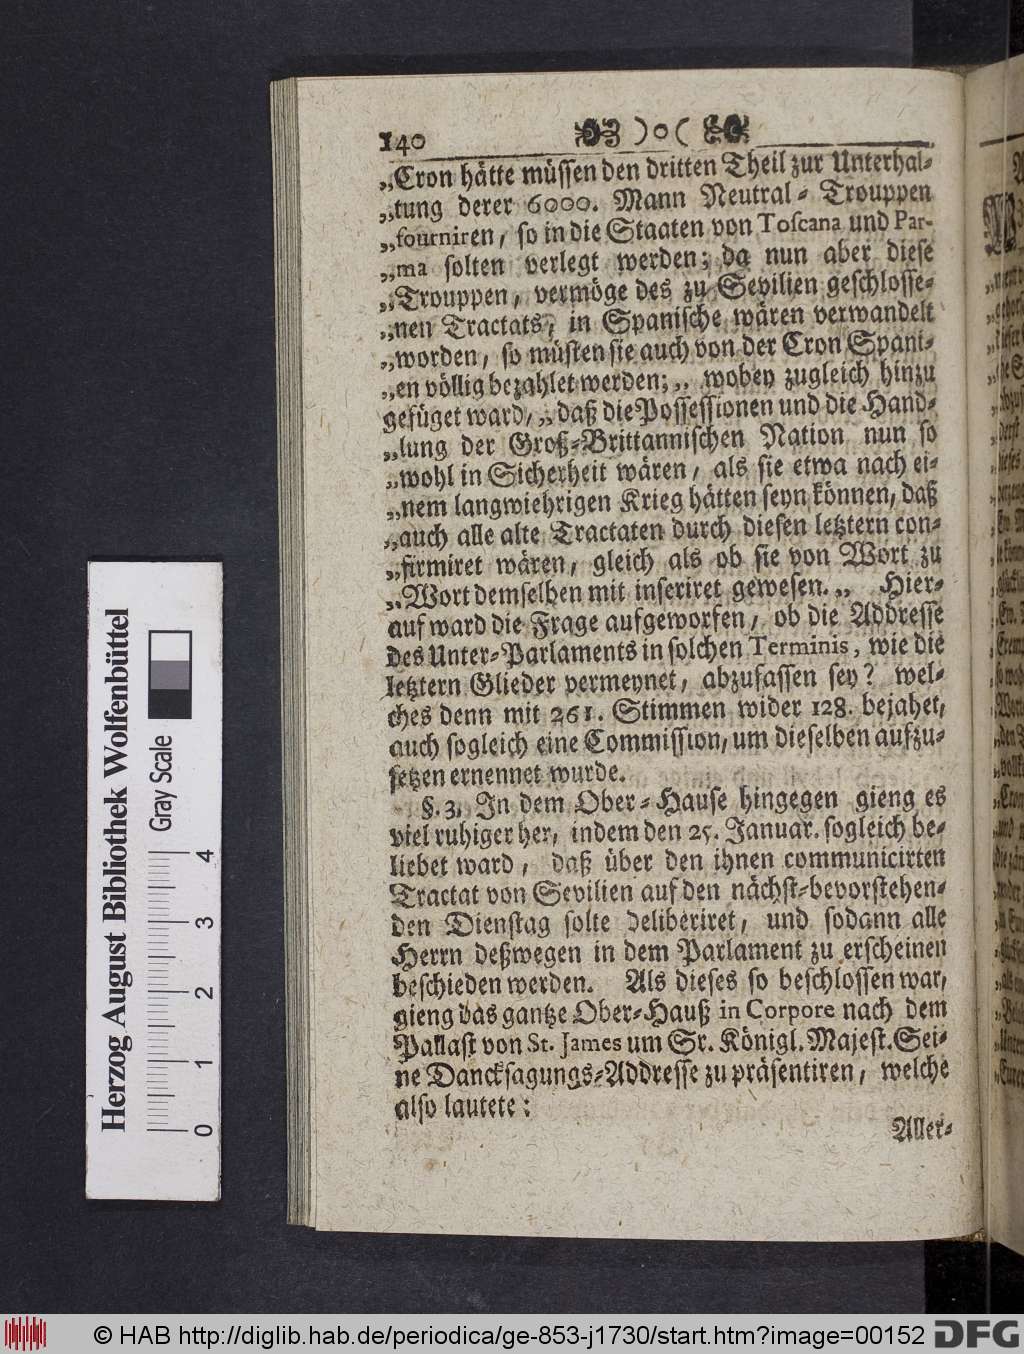 140 )o(
„Cron hätte müssen den dritten Theil zur Unterhal-
„tung derer 6000. Mann Neutral-Trouppen
„fourniren, so in die Staaten von Toscana und Par-
„ma solten verlegt werden; da nun aber diese
„Trouppen, vermöge des zu Sevilien geschlosse-
„nen Tractats, in Spanische wären verwandelt
„worden, so müsten sie auch von der Cron Spani-
„en völlig bezahlet werden;„ wobey zugleich hinzu
gefüget ward, „daß die Possessionen und die Hand-
„lung der Groß-Brittannischen Nation nun so
„wohl in Sicherheit wären, als sie etwa nach ei-
„nem langwiehrigen Krieg hätten seyn können, daß
„auch alle alte Tractaten durch diesen letztern con-
„firmiret wären, gleich als ob sie von Wort zu
„Wort demselben mit inseriret gewesen.„ Hier-
auf ward die Frage aufgeworfen, ob die Addresse
des Unter-Parlaments in solchen Terminis, wie die
letztern Glieder vermeynet, abzufassen sey? wel-
ches denn mit 261. Stimmen wider 128. bejahet,
auch sogleich eine Commission, um dieselben aufzu-
setzen ernennet wurde.
§. 3. In dem Ober-Hause hingegen gieng es
viel ruhiger her, indem den 25. Januar. sogleich be-
liebet ward, daß über den ihnen communicirten
Tractat von Sevilien auf den nächst-bevorstehen-
den Dienstag solte deliberiret, und sodann alle
Herrn deßwegen in dem Parlament zu erscheinen
beschieden werden. Als dieses so beschlossen war,
gieng das gantze Ober-Hauß in Corpore nach dem
Pallast von St. James um Sr. Königl. Majest. Sei-
ne Dancksagungs-Addresse zu präsentiren, welche
also lautete:
Aller-
Herzog August Bibliothek Wolfenbüttel
Gray Scale
0 1 2 3 4
© HAB http://diglib.hab.de/periodica/ge-853-j1730/start.htm?image=00152 DFG